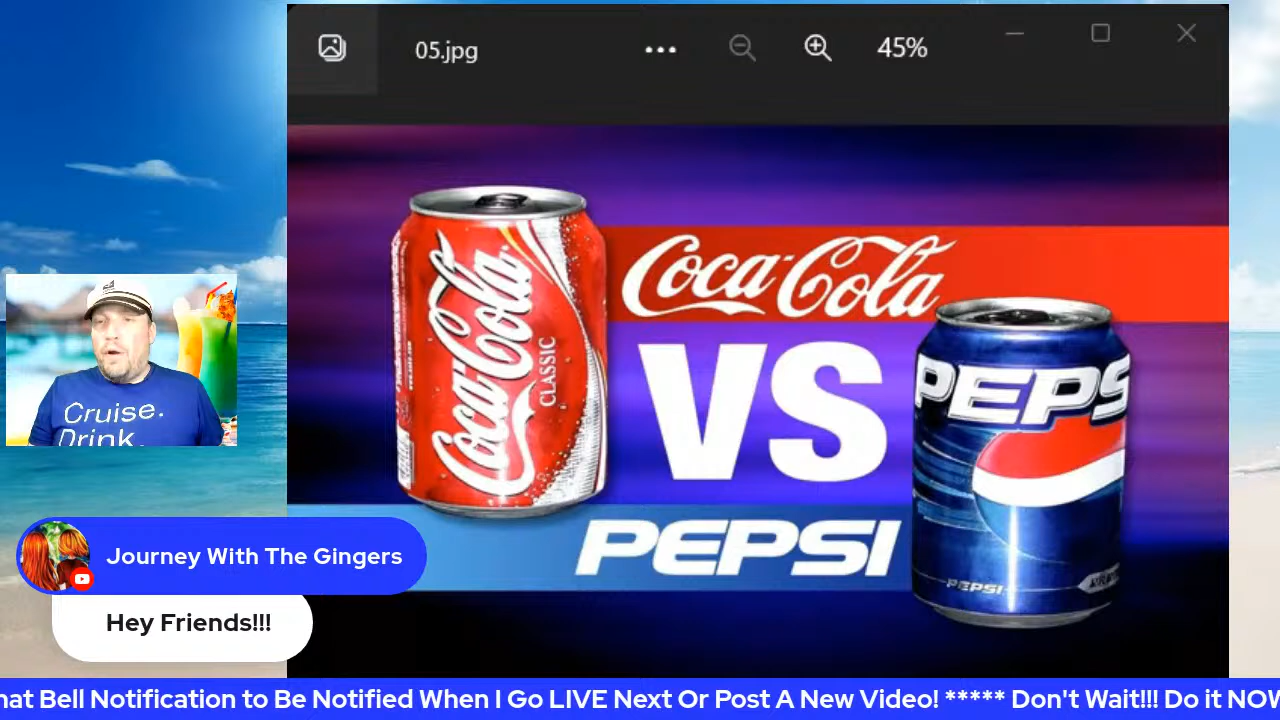 05.jpg
45%
Coca-Cola
Coca-Cola
CLASSIC
VS
PEPS
PEPSI
PEPSI
Cruise.
Drink.
Journey With The Gingers
Hey Friends!!!
hat Bell Notification to Be Notified When I Go LIVE Next Or Post A New Video! ***** Don't Wait!!! Do it NOW